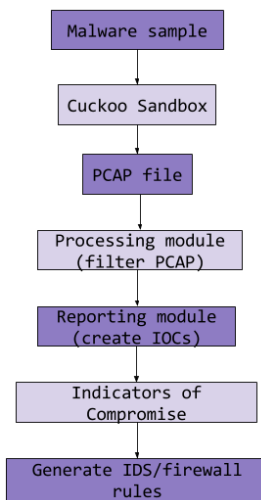 Malware sample
Cuckoo Sandbox
PCAP file
Processing module
(filter PCAP)
Reporting module
(create IOCs)
Indicators of
Compromise
Generate IDS/firewall
rules